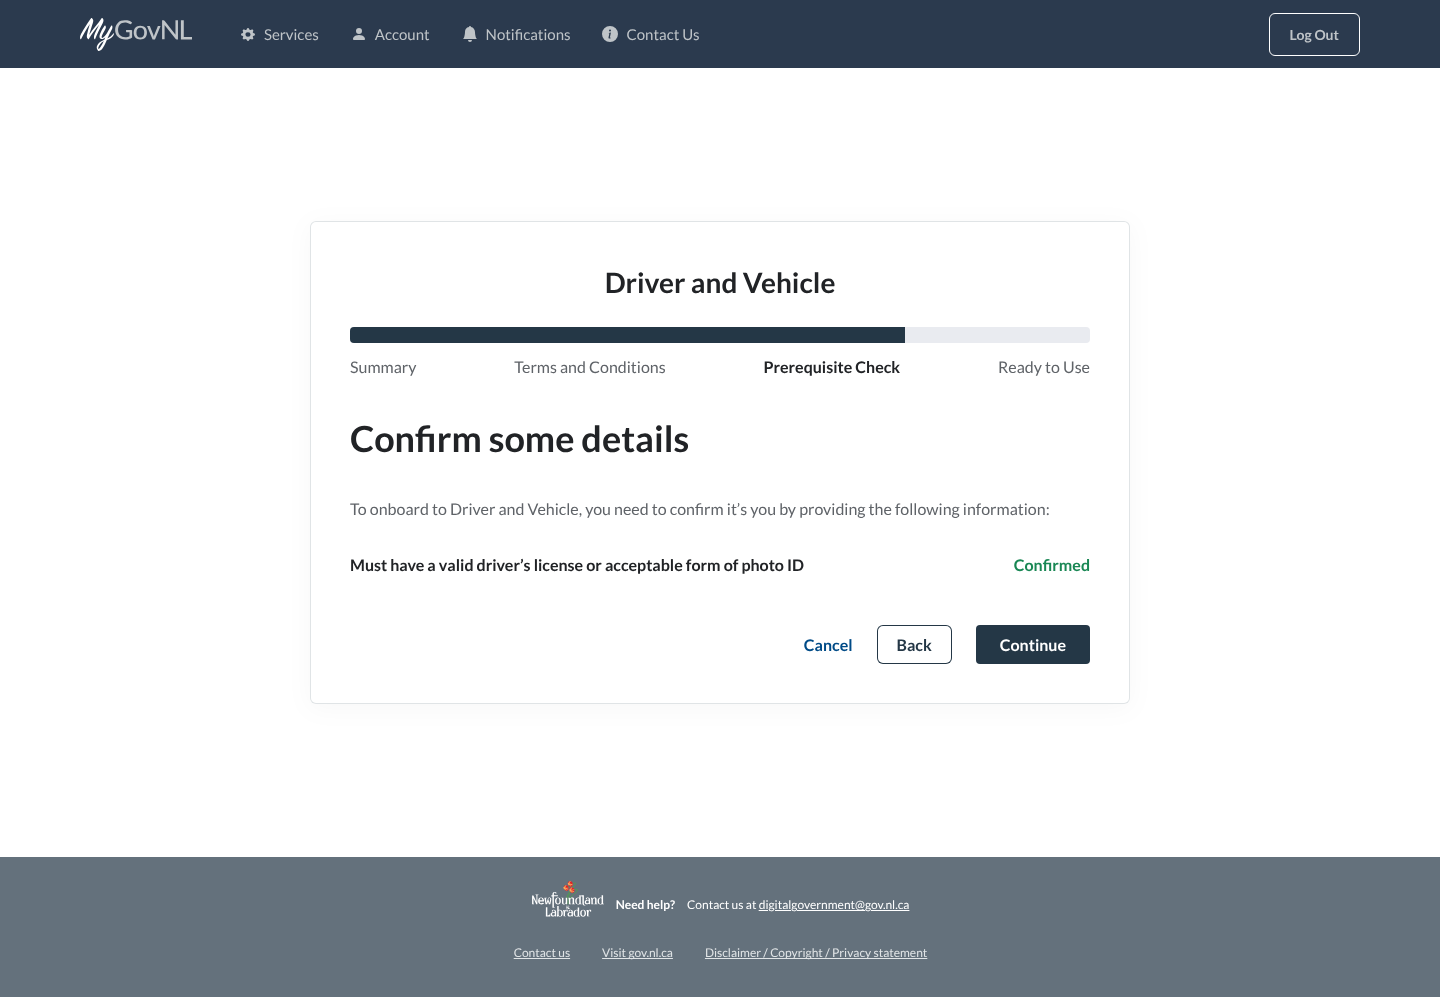 MyGovNL
Services
Account
Notifications
Contact Us
Log Out
Driver and Vehicle
Summary
Terms and Conditions
Prerequisite Check
Ready to Use
Confirm some details
To onboard to Driver and Vehicle, you need to confirm it’s you by providing the following information:
Must have a valid driver’s license or acceptable form of photo ID
Confirmed
Cancel
Back
Continue
Newfoundland
Labrador
Need help?
Contact us at digitalgovernment@gov.nl.ca
Contact us
Visit gov.nl.ca
Disclaimer / Copyright / Privacy statement